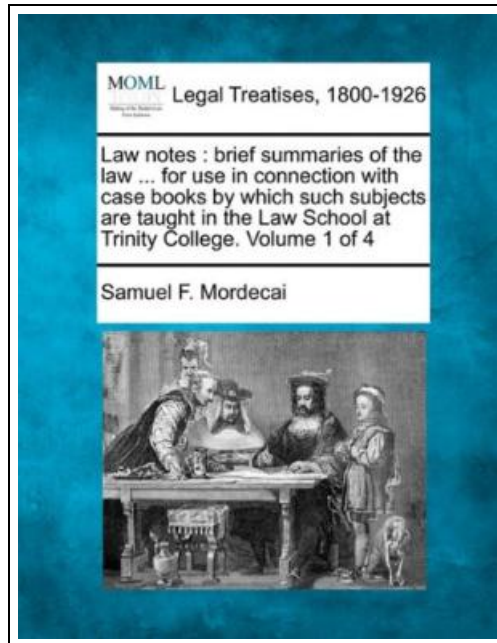 MOML
Legal Treatises, 1800-1926
Law notes : brief summaries of the
law ... for use in connection with
case books by which such subjects
are taught in the Law School at
Trinity College. Volume 1 of 4
Samuel F. Mordecai